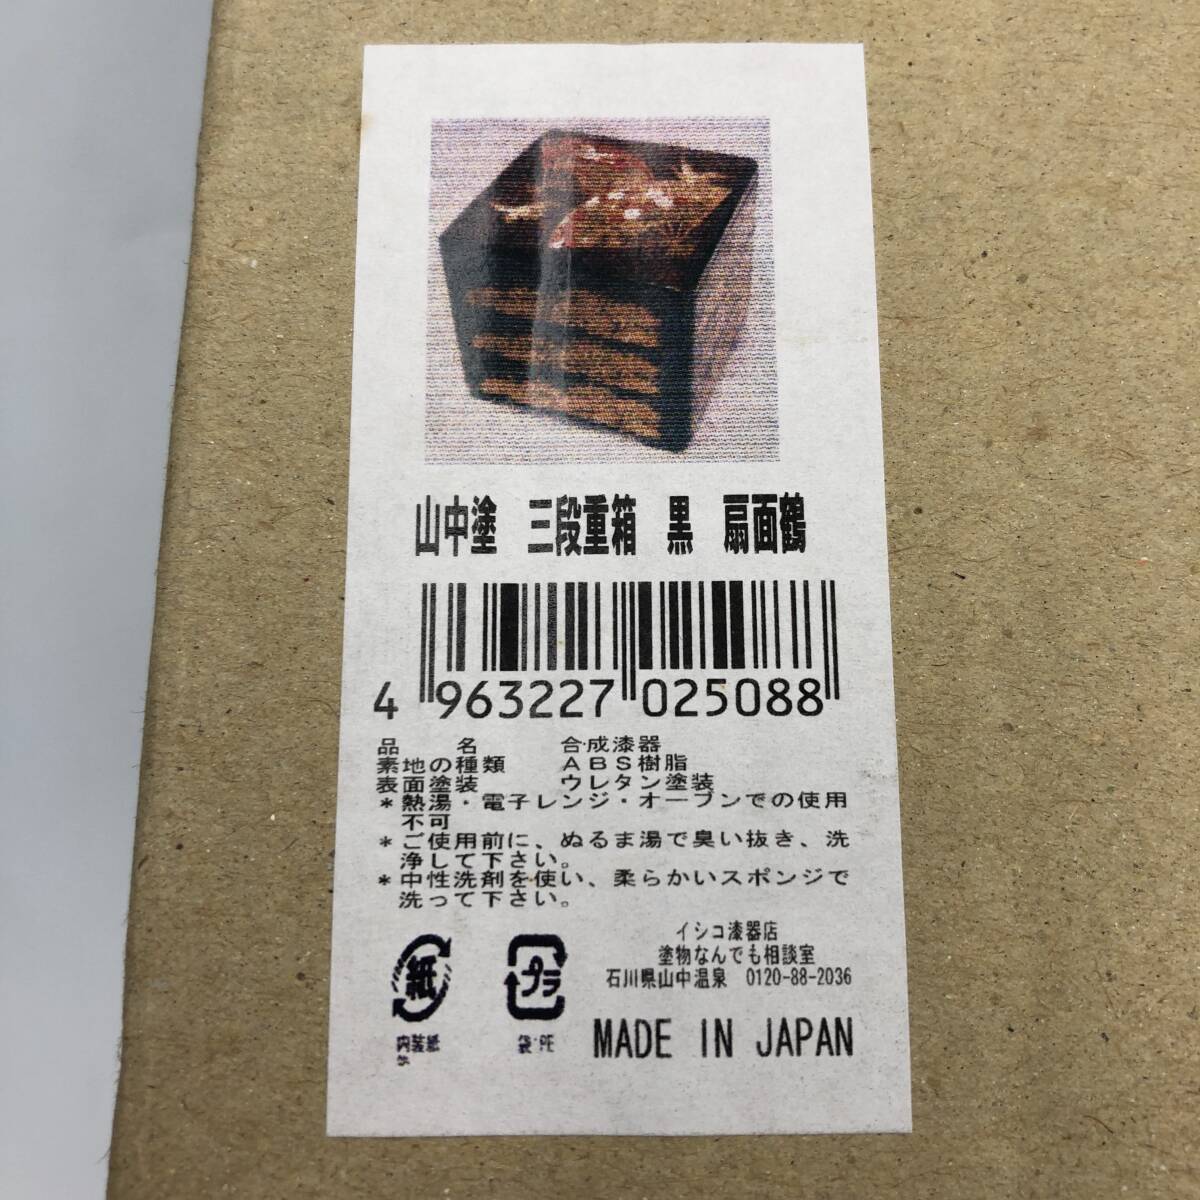 山中塗 三段重箱 黒 扇面鶴
4 963227 025088
品 名 合成漆器
素地の種類 ABS樹脂
表面塗装 ウレタン塗装
*熱湯・電子レンジ・オーブンでの使用
不可
*ご使用前に、ぬるま湯で臭い抜き、洗
浄して下さい。
*中性洗剤を使い、柔らかいスポンジで
洗って下さい。
イシコ漆器店
塗物なんでも相談室
石川県山中温泉 0120-88-2036
紙
プラ
内装紙
袋:PE
MADE IN JAPAN